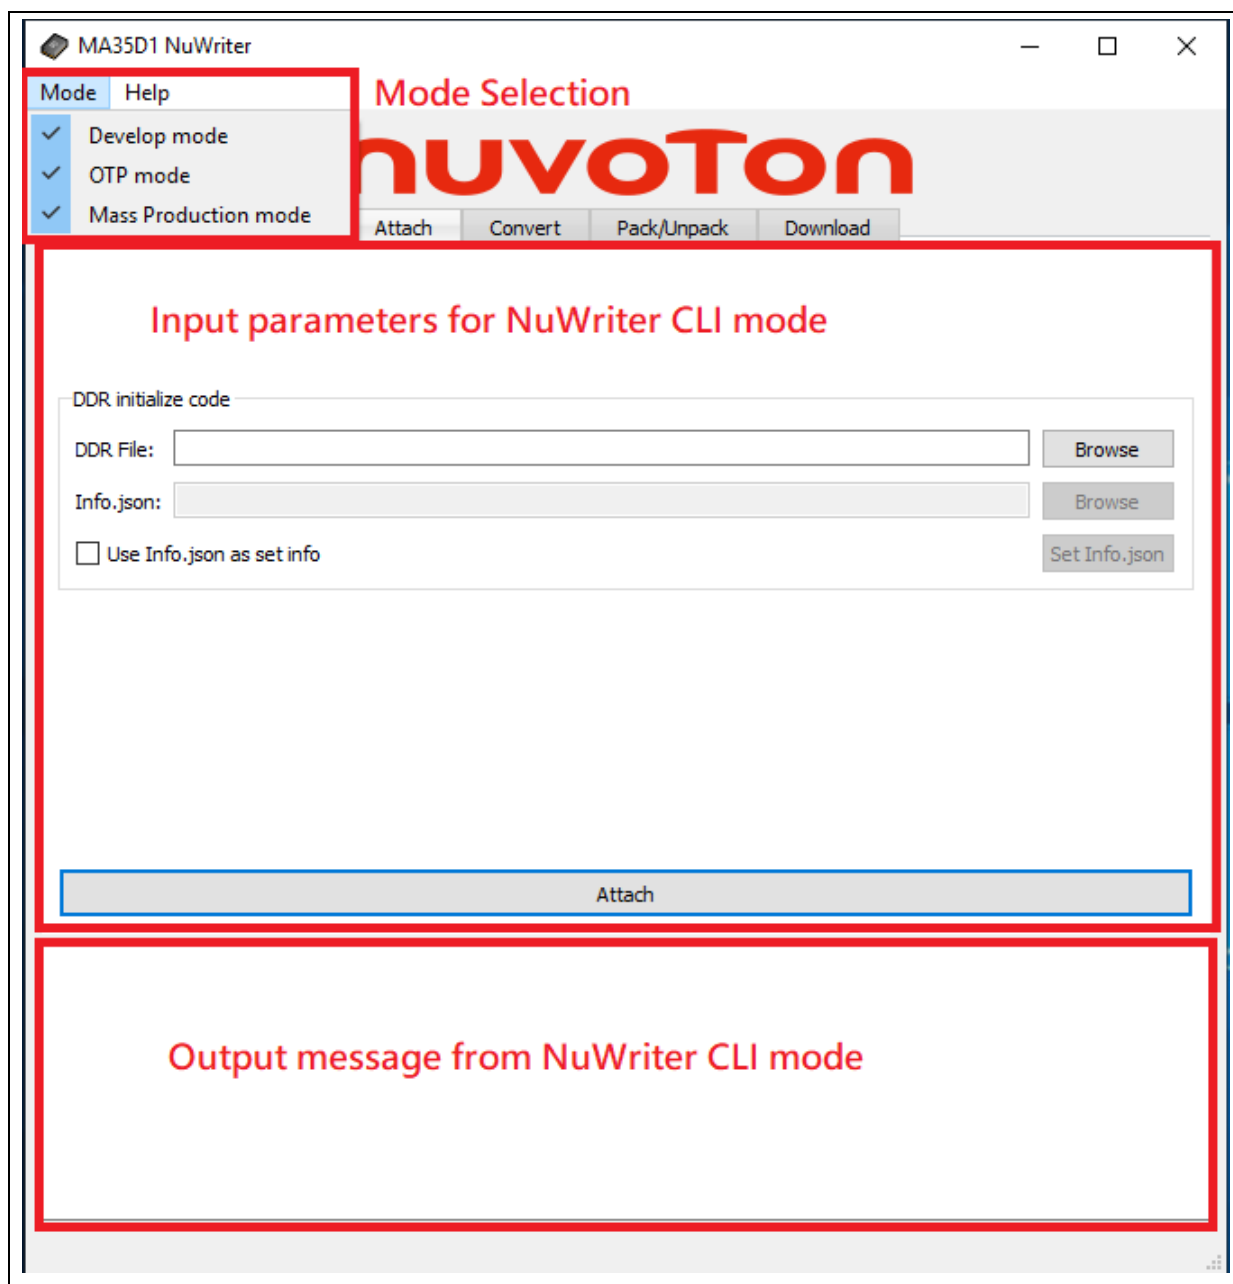 MA35D1 NuWriter
Mode Help
Mode Selection
Develop mode
OTP mode
Mass Production mode
nuvoTon
Attach Convert Pack/Unpack Download
Input parameters for NuWriter CLI mode
DDR initialize code
DDR File: Browse
Info.json: Browse
Use Info.json as set info Set Info.json
Attach
Output message from NuWriter CLI mode